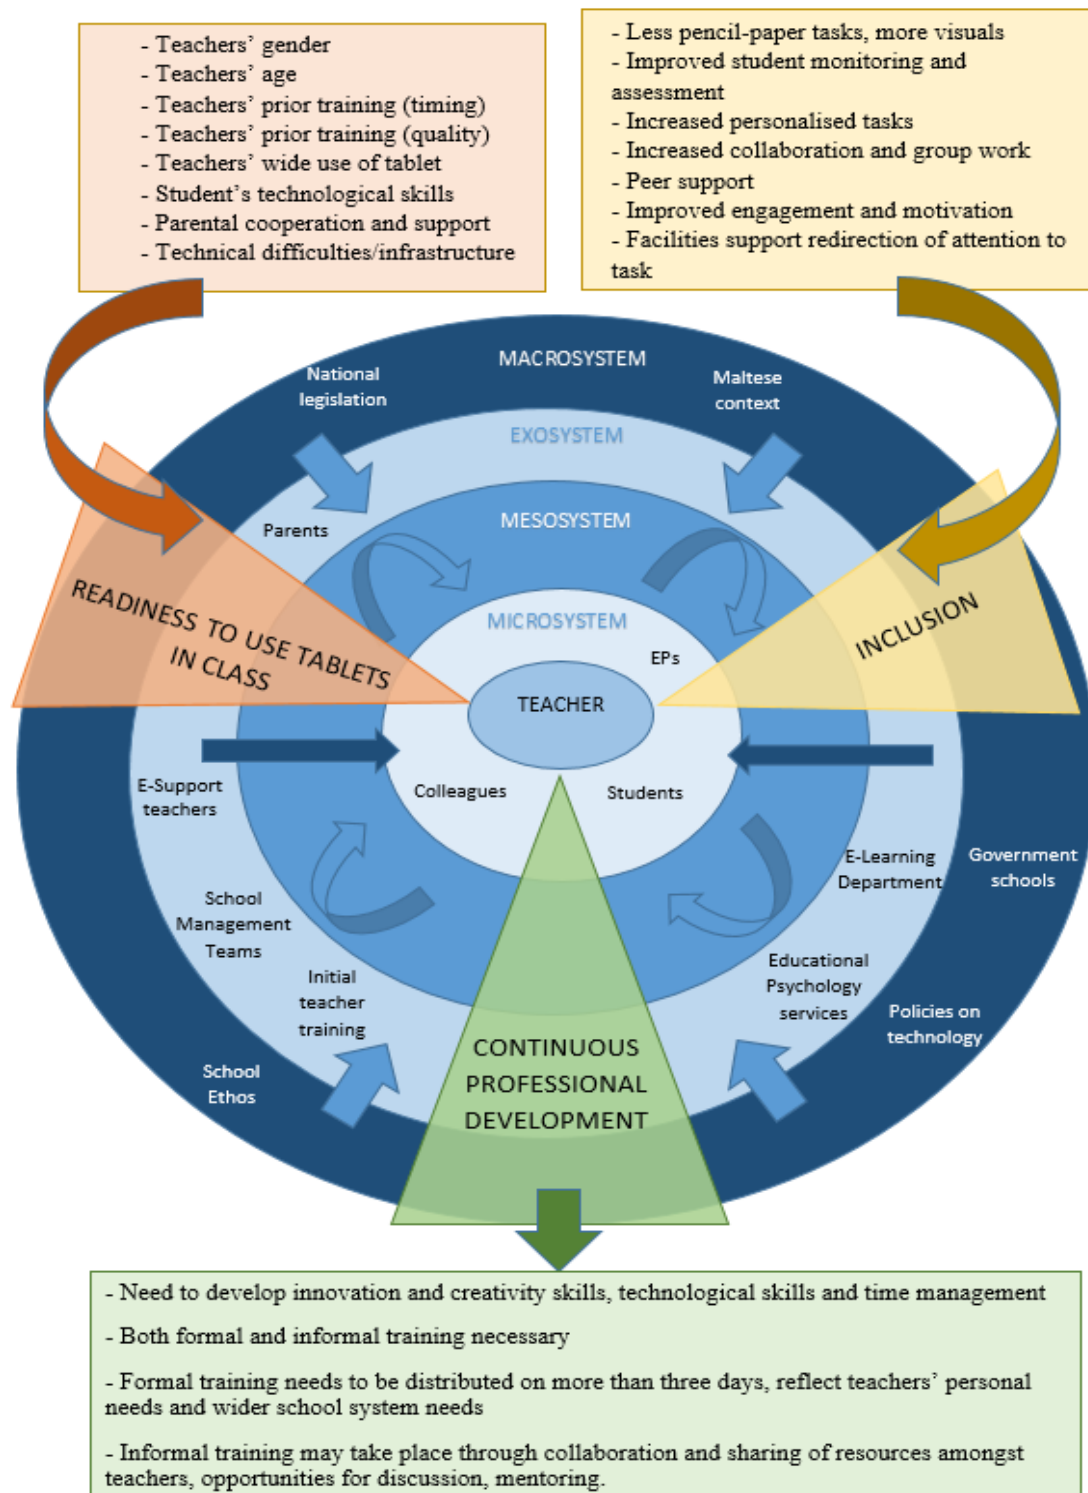 - Teachers’ gender
- Teachers’ age
- Teachers’ prior training (timing)
- Teachers’ prior training (quality)
- Teachers’ wide use of tablet
- Student’s technological skills
- Parental cooperation and support
- Technical difficulties/infrastructure
- Less pencil-paper tasks, more visuals
- Improved student monitoring and
assessment
- Increased personalised tasks
- Increased collaboration and group work
- Peer support
- Improved engagement and motivation
- Facilities support redirection of attention to
task
MACROSYSTEM
National
legislation
Maltese
context
EXOSYSTEM
Parents
MESOSYSTEM
READINESS TO USE TABLETS
IN CLASS
INCLUSION
MICROSYSTEM
EPs
TEACHER
Colleagues
Students
E-Support
teachers
E-Learning
Department
Government
schools
School
Management
Teams
Initial
teacher
training
Educational
Psychology
services
Policies on
technology
School
Ethos
CONTINUOUS
PROFESSIONAL
DEVELOPMENT
- Need to develop innovation and creativity skills, technological skills and time management
- Both formal and informal training necessary
- Formal training needs to be distributed on more than three days, reflect teachers’ personal
needs and wider school system needs
- Informal training may take place through collaboration and sharing of resources amongst
teachers, opportunities for discussion, mentoring.